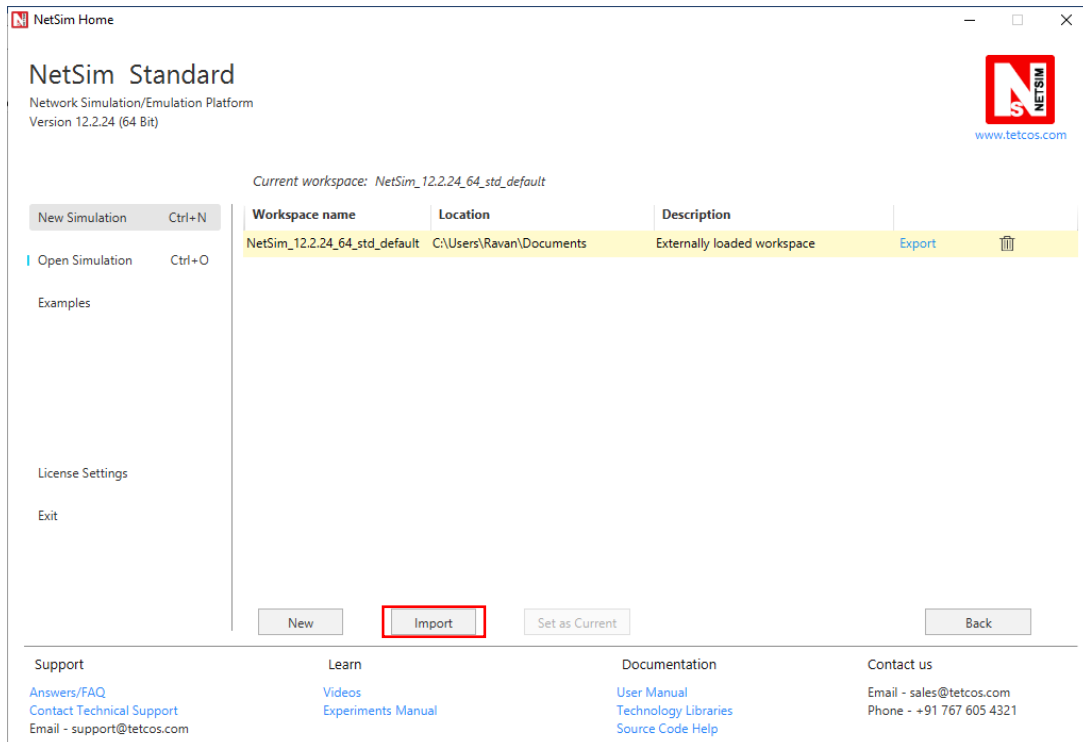 NetSim Home
NetSim Standard
Network Simulation/Emulation Platform
Version 12.2.24 (64 Bit)
NS NETSIM
www.tetcos.com
Current workspace: NetSim_12.2.24_64_std_default
New Simulation Ctrl+N
Open Simulation Ctrl+O
Examples
License Settings
Exit
Workspace name Location Description
NetSim_12.2.24_64_std_default C:\Users\Ravan\Documents Externally loaded workspace Export
New Import Set as Current Back
Support Learn Documentation Contact us
Answers/FAQ Videos User Manual Email - sales@tetcos.com
Contact Technical Support Experiments Manual Technology Libraries Phone - +91 767 605 4321
Email - support@tetcos.com Source Code Help